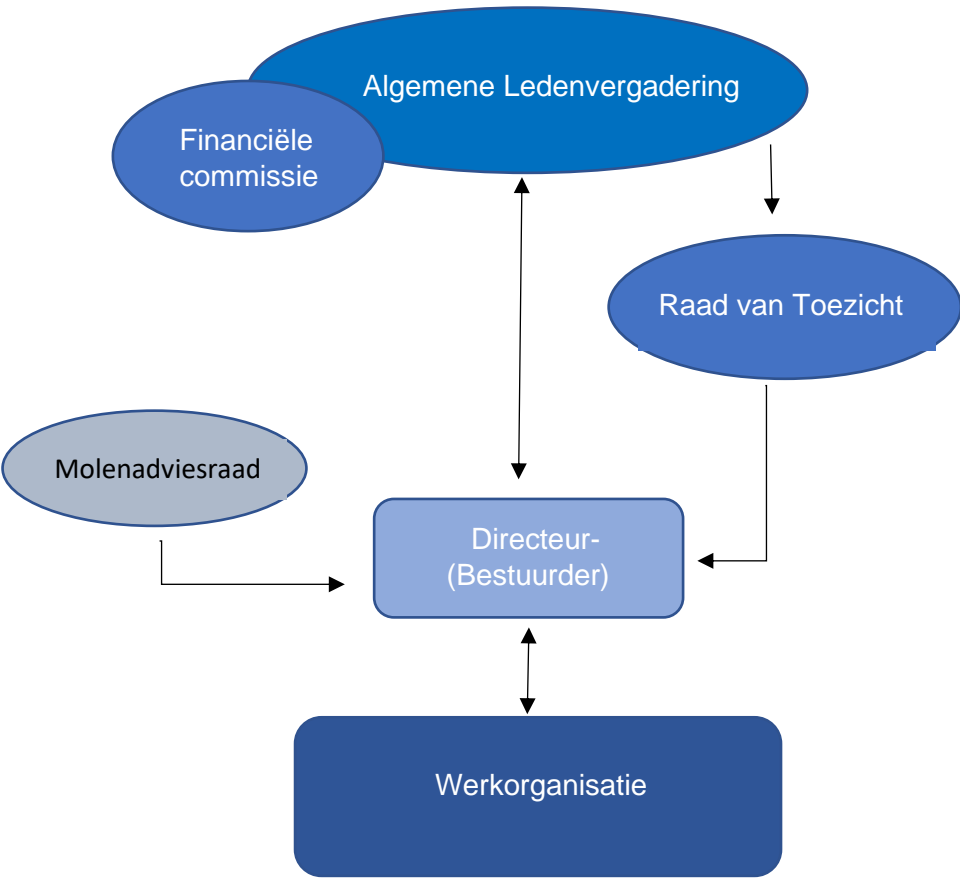 Algemene Ledenvergadering
Financiële
commissie
Raad van Toezicht
Molenadviesraad
Directeur-
(Bestuurder)
Werkorganisatie